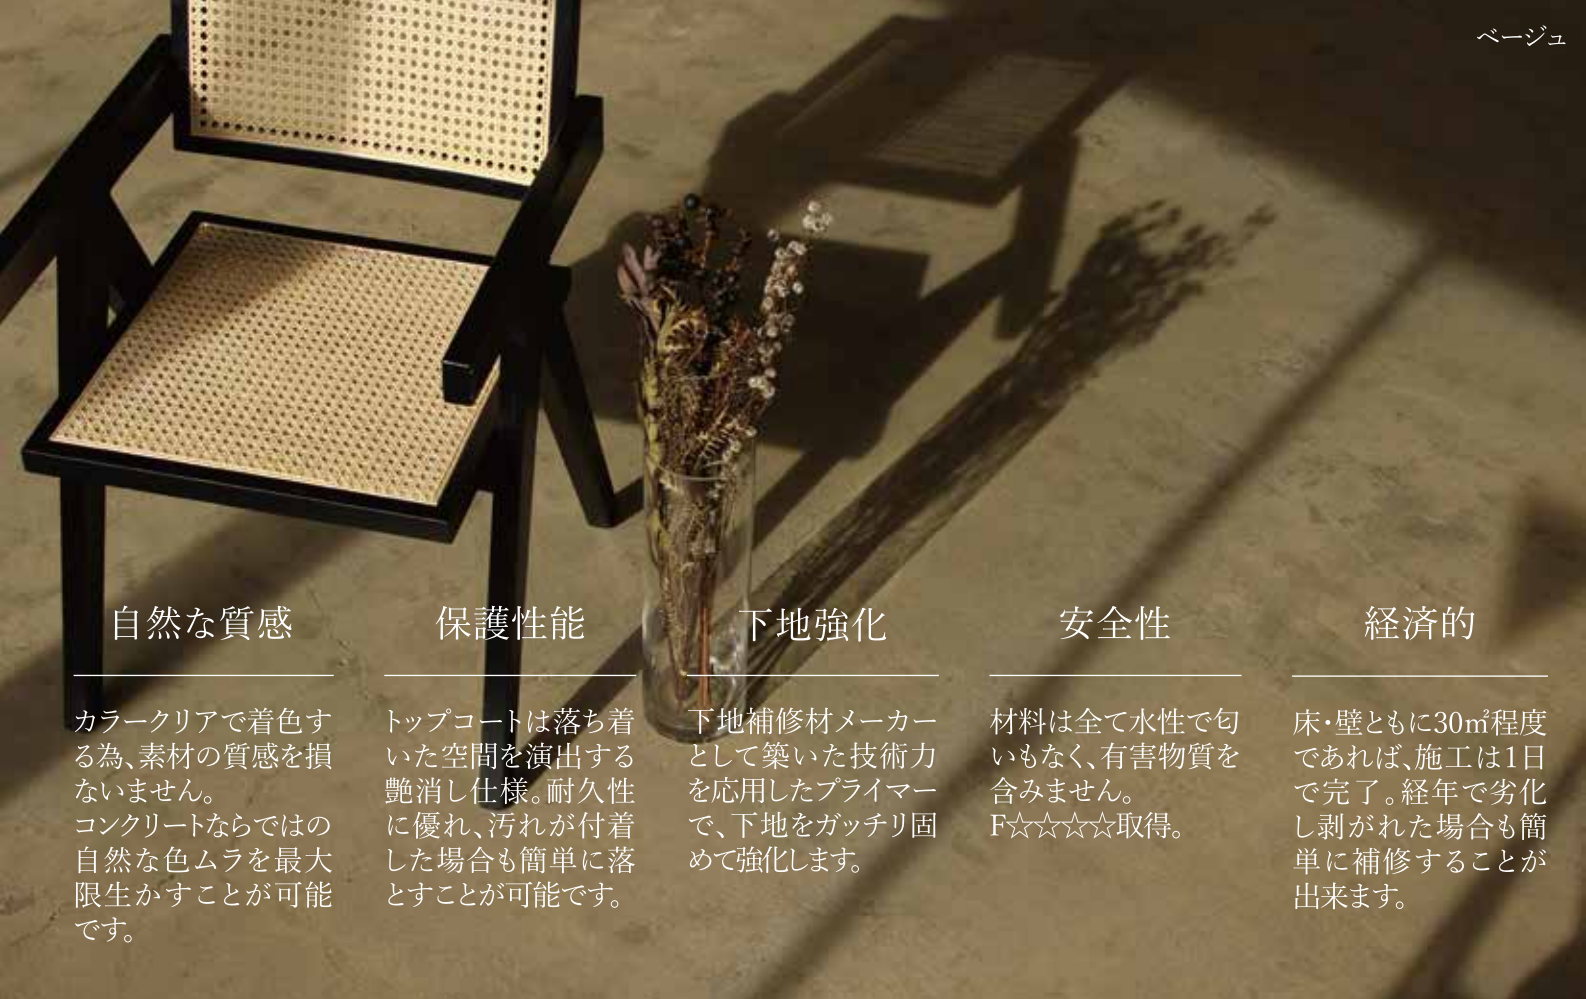 ベージュ
自然な質感
カラークリアで着色す
る為、素材の質感を損
ないません。
コンクリートならではの
自然な色ムラを最大
限生かすことが可能
です。
保護性能
トップコートは落ち着
いた空間を演出する
艶消し仕様。耐久性
に優れ、汚れが付着
した場合も簡単に落
とすことが可能です。
下地強化
下地補修材メーカー
として築いた技術力
を応用したプライマー
で、下地をガッチリ固
めて強化します。
安全性
材料は全て水性で匂
いもなく、有害物質を
含みません。
F☆☆☆☆取得。
経済的
床・壁ともに30㎡程度
であれば、施工は1日
で完了。経年で劣化
し剥がれた場合も簡
単に補修することが
出来ます。